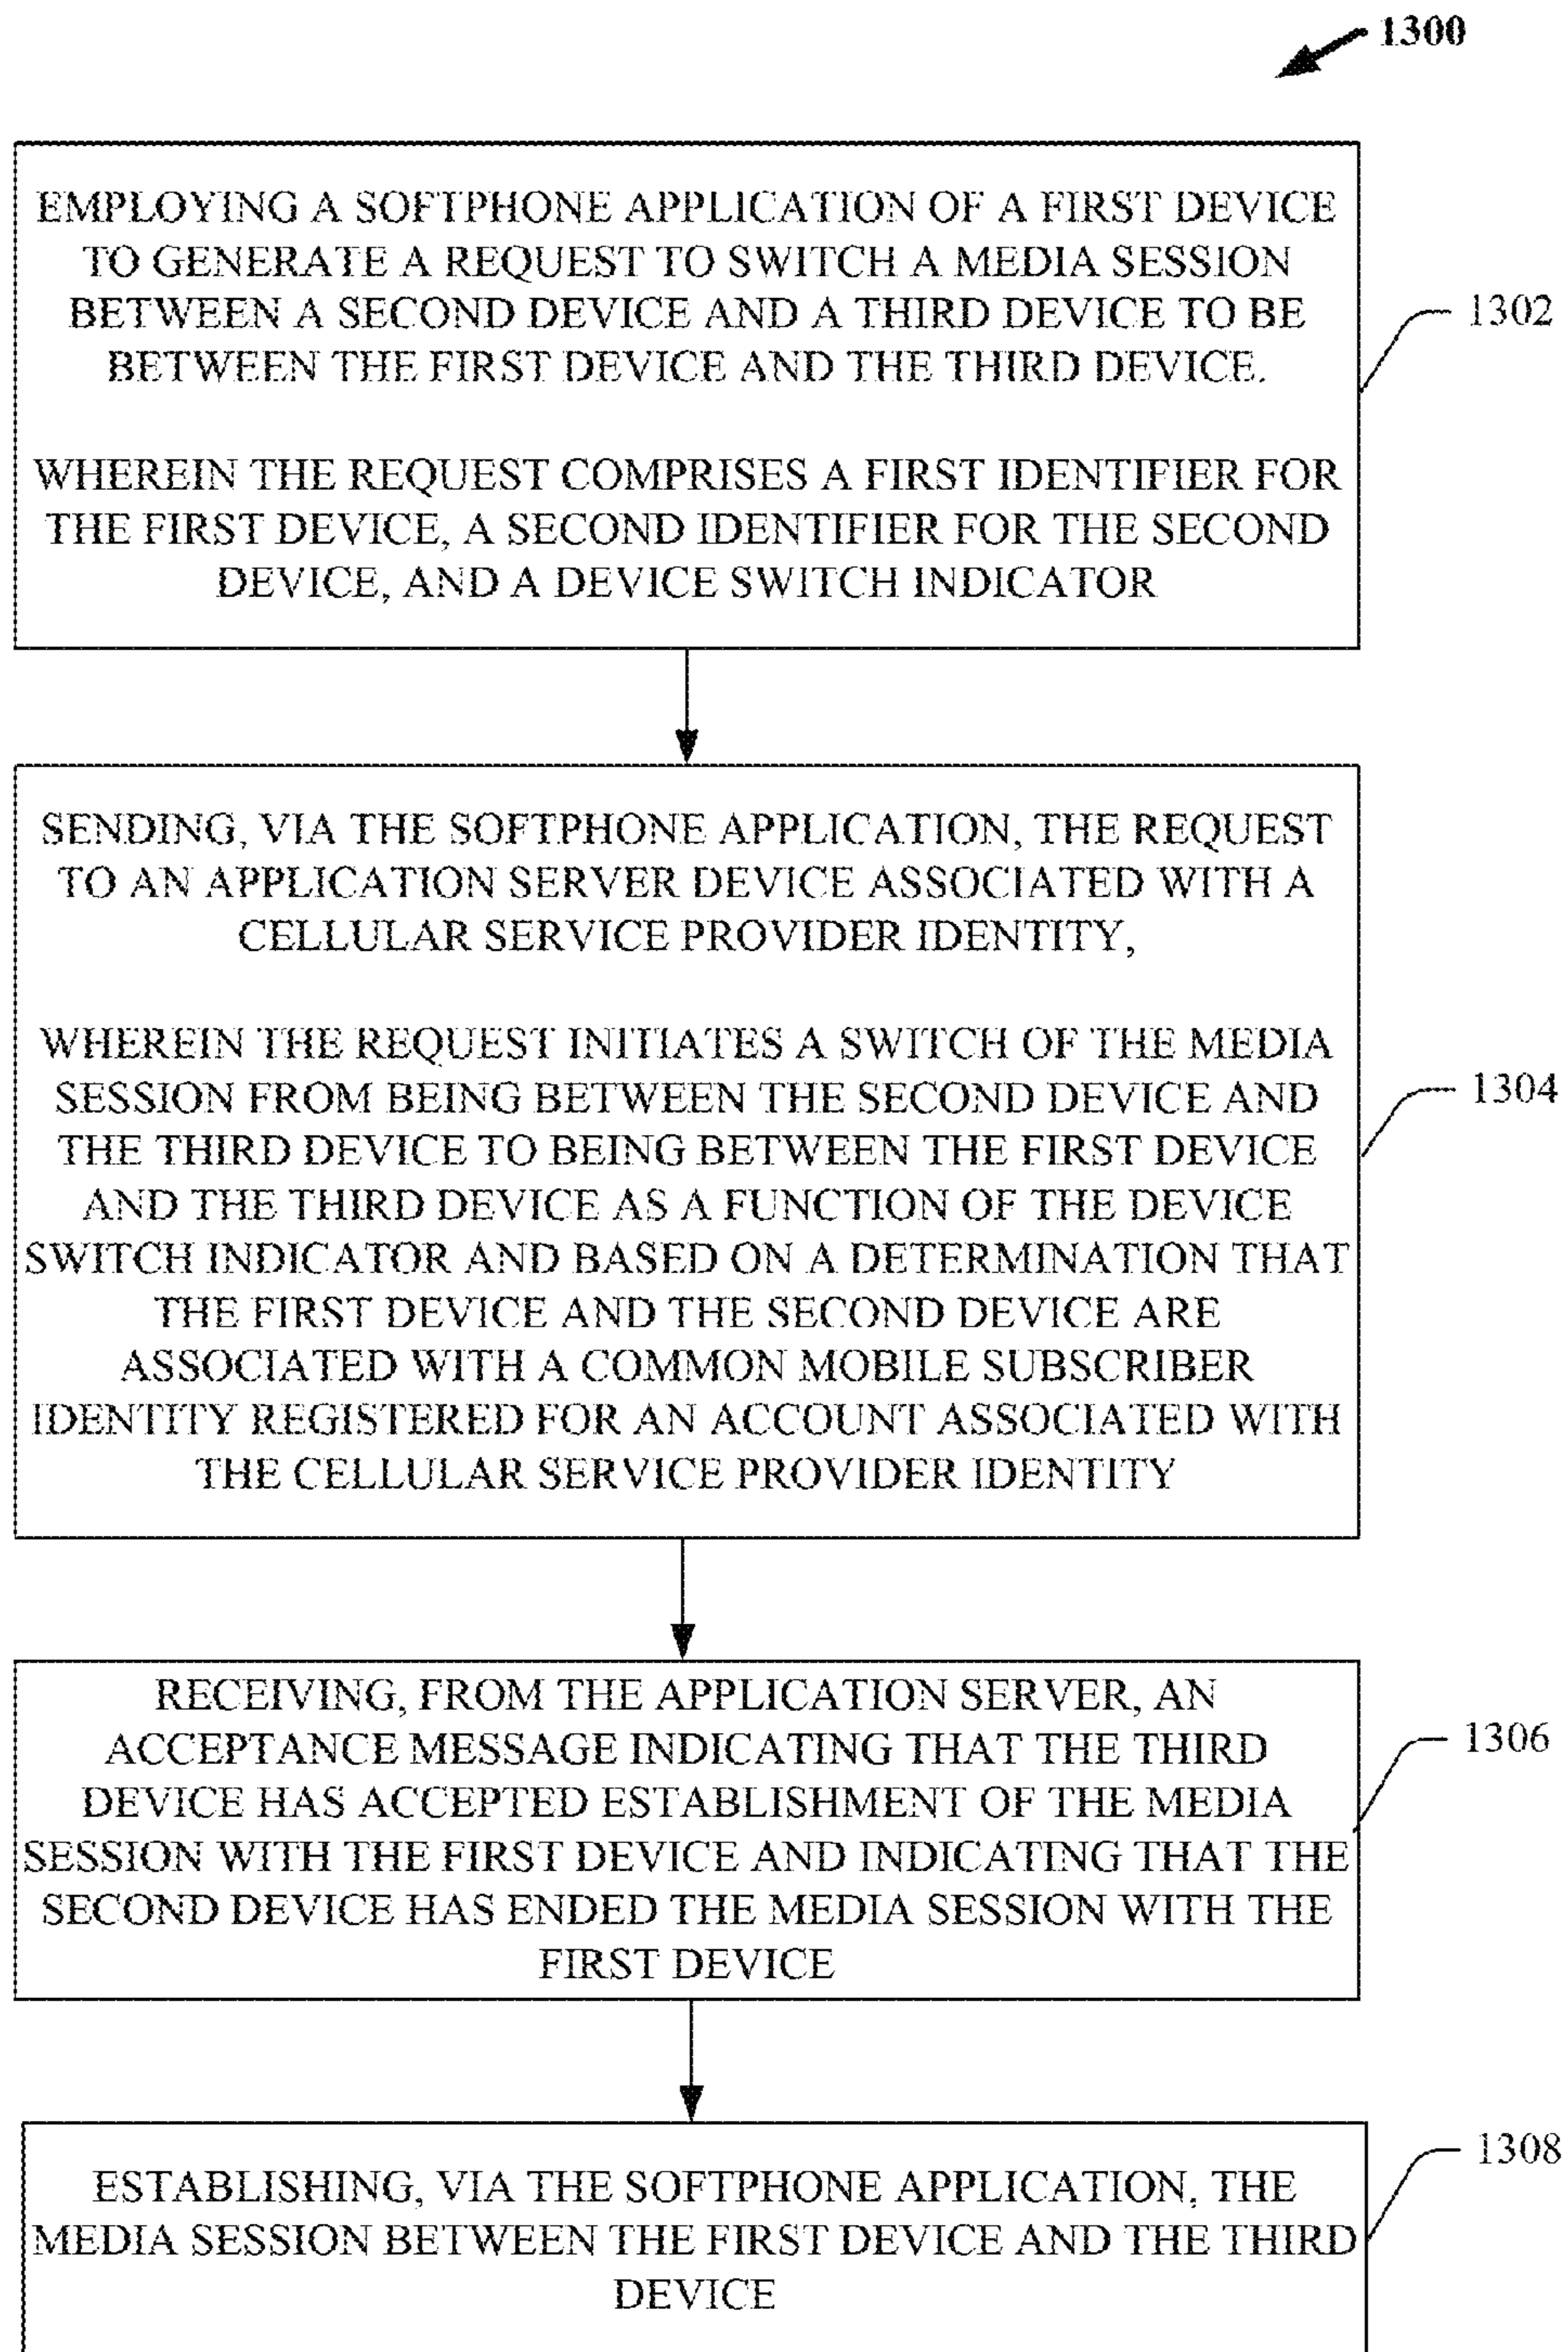 1300
EMPLOYING A SOFTPHONE APPLICATION OF A FIRST DEVICE
TO GENERATE A REQUEST TO SWITCH A MEDIA SESSION
BETWEEN A SECOND DEVICE AND A THIRD DEVICE TO BE
BETWEEN THE FIRST DEVICE AND THE THIRD DEVICE.
WHEREIN THE REQUEST COMPRISES A FIRST IDENTIFIER FOR
THE FIRST DEVICE, A SECOND IDENTIFIER FOR THE SECOND
DEVICE, AND A DEVICE SWITCH INDICATOR
1302
SENDING, VIA THE SOFTPHONE APPLICATION, THE REQUEST
TO AN APPLICATION SERVER DEVICE ASSOCIATED WITH A
CELLULAR SERVICE PROVIDER IDENTITY,
WHEREIN THE REQUEST INITIATES A SWITCH OF THE MEDIA
SESSION FROM BEING BETWEEN THE SECOND DEVICE AND
THE THIRD DEVICE TO BEING BETWEEN THE FIRST DEVICE
AND THE THIRD DEVICE AS A FUNCTION OF THE DEVICE
SWITCH INDICATOR AND BASED ON A DETERMINATION THAT
THE FIRST DEVICE AND THE SECOND DEVICE ARE
ASSOCIATED WITH A COMMON MOBILE SUBSCRIBER
IDENTITY REGISTERED FOR AN ACCOUNT ASSOCIATED WITH
THE CELLULAR SERVICE PROVIDER IDENTITY
1304
RECEIVING, FROM THE APPLICATION SERVER, AN
ACCEPTANCE MESSAGE INDICATING THAT THE THIRD
DEVICE HAS ACCEPTED ESTABLISHMENT OF THE MEDIA
SESSION WITH THE FIRST DEVICE AND INDICATING THAT THE
SECOND DEVICE HAS ENDED THE MEDIA SESSION WITH THE
FIRST DEVICE
1306
ESTABLISHING, VIA THE SOFTPHONE APPLICATION, THE
MEDIA SESSION BETWEEN THE FIRST DEVICE AND THE THIRD
DEVICE
1308